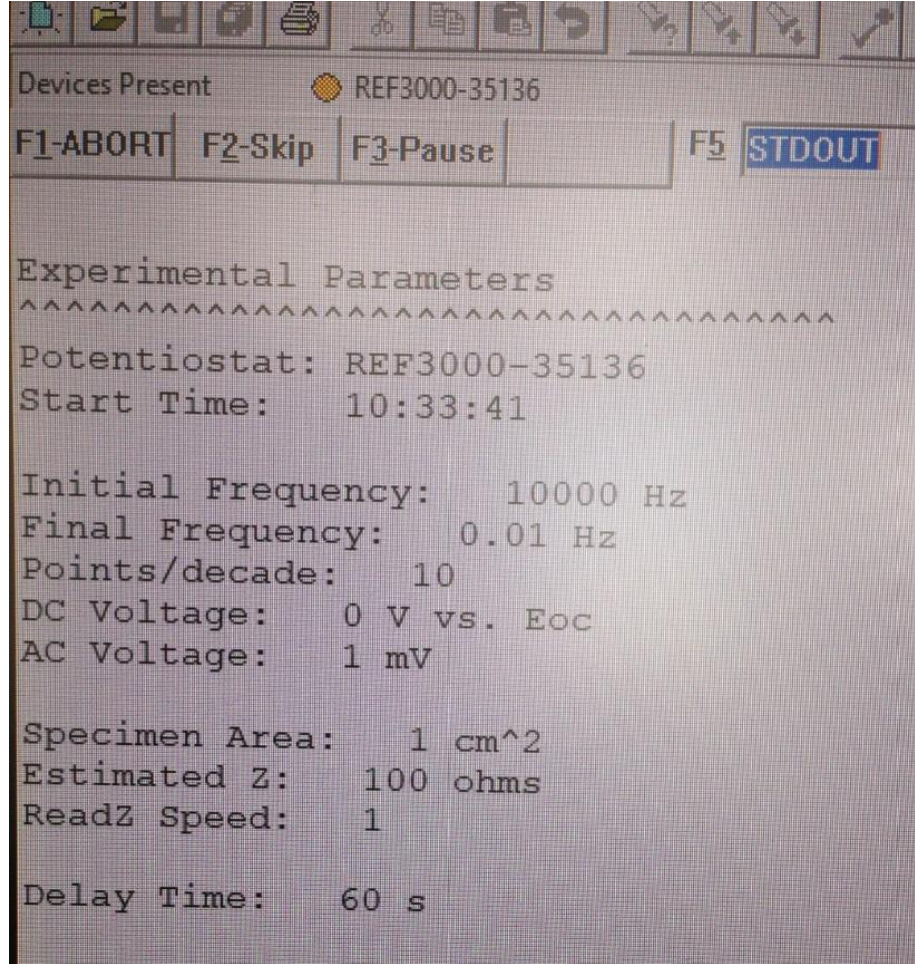 Devices Present REF3000-35136
F1-ABORT F2-Skip F3-Pause F5 STDOUT
Experimental Parameters
^^^^^^^^^^^^^^^^^^^^^^^^^^^^^^^^^^^
Potentiostat: REF3000-35136
Start Time: 10:33:41
Initial Frequency: 10000 Hz
Final Frequency: 0.01 Hz
Points/decade: 10
DC Voltage: 0 V vs. Eoc
AC Voltage: 1 mV
Specimen Area: 1 cm^2
Estimated Z: 100 ohms
ReadZ Speed: 1
Delay Time: 60 s